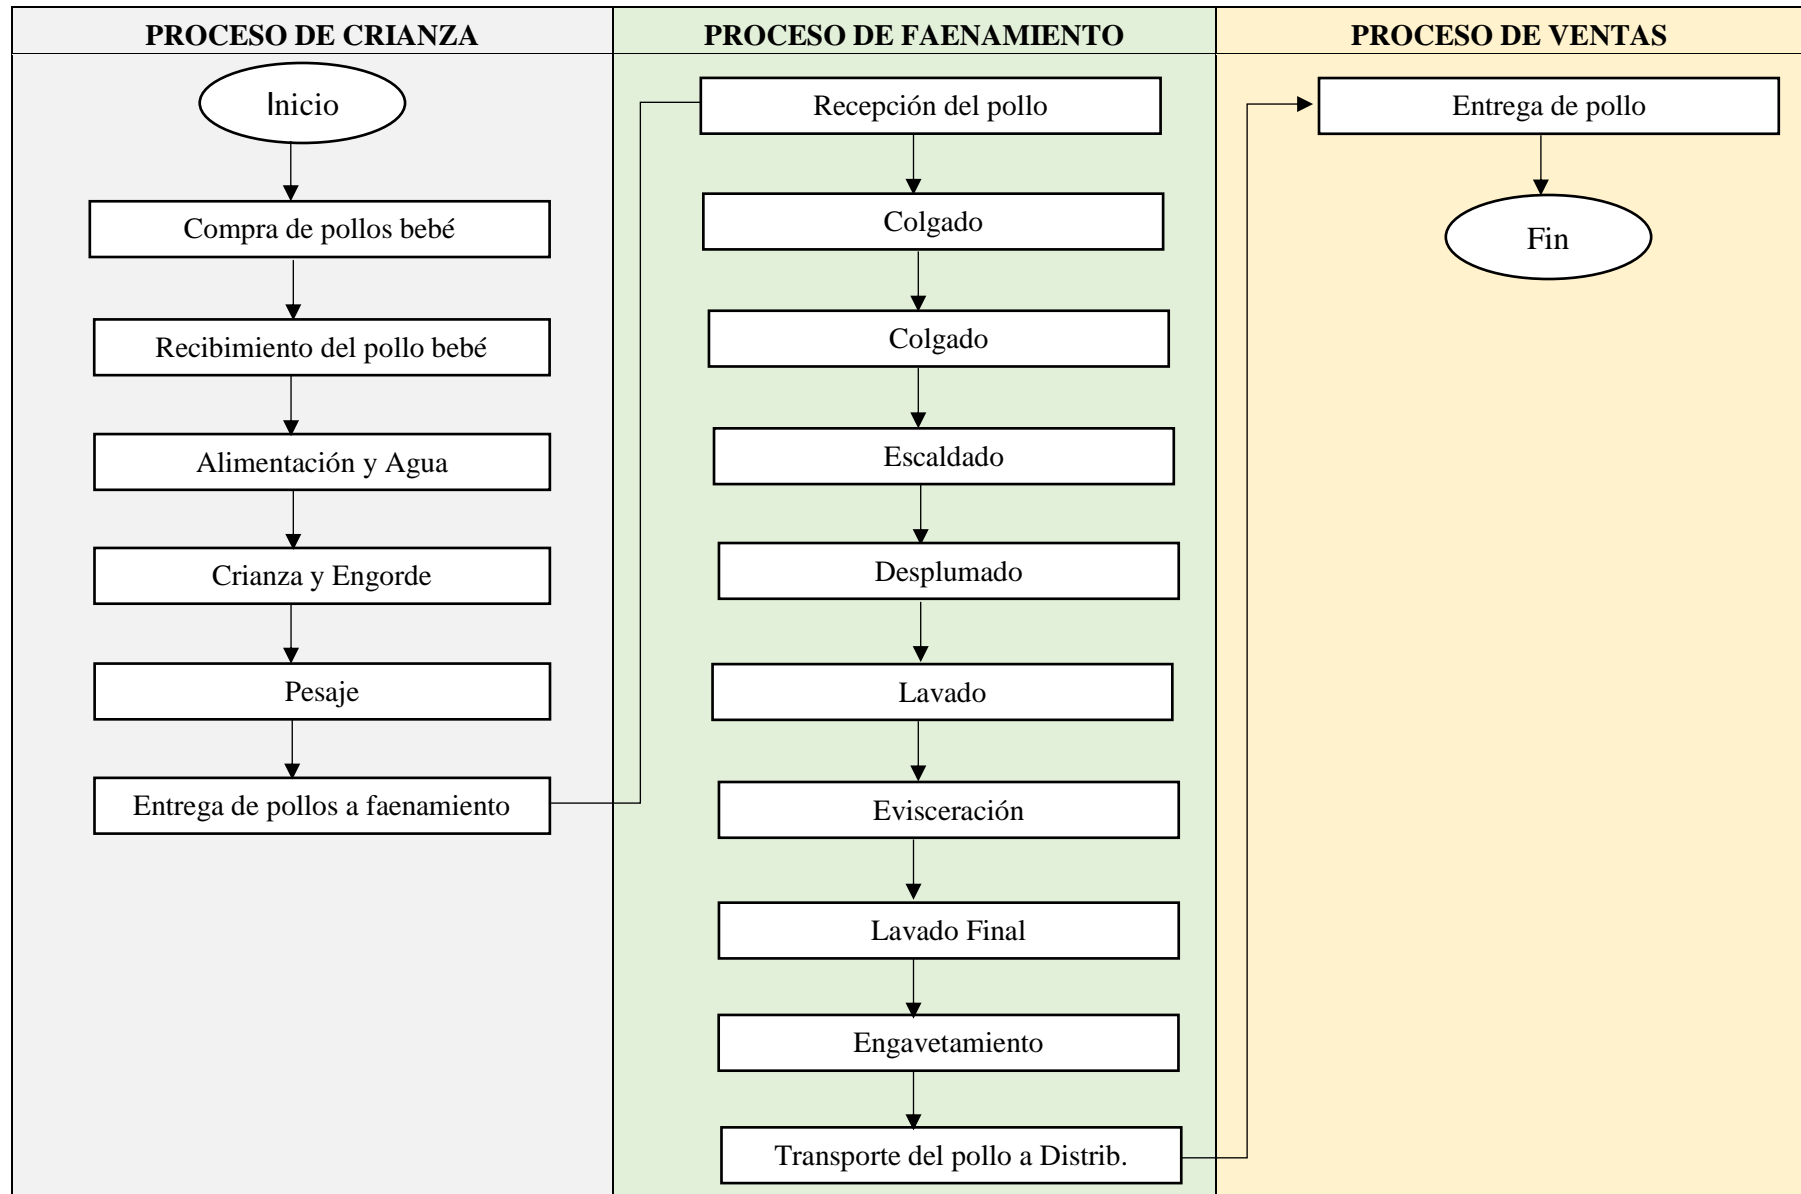 PROCESO DE CRIANZA
PROCESO DE FAENAMIENTO
PROCESO DE VENTAS
Inicio
Compra de pollos bebé
Recibimiento del pollo bebé
Alimentación y Agua
Crianza y Engorde
Pesaje
Entrega de pollos a faenamiento
Recepción del pollo
Colgado
Colgado
Escaldado
Desplumado
Lavado
Evisceración
Lavado Final
Engavetamiento
Transporte del pollo a Distrib.
Entrega de pollo
Fin